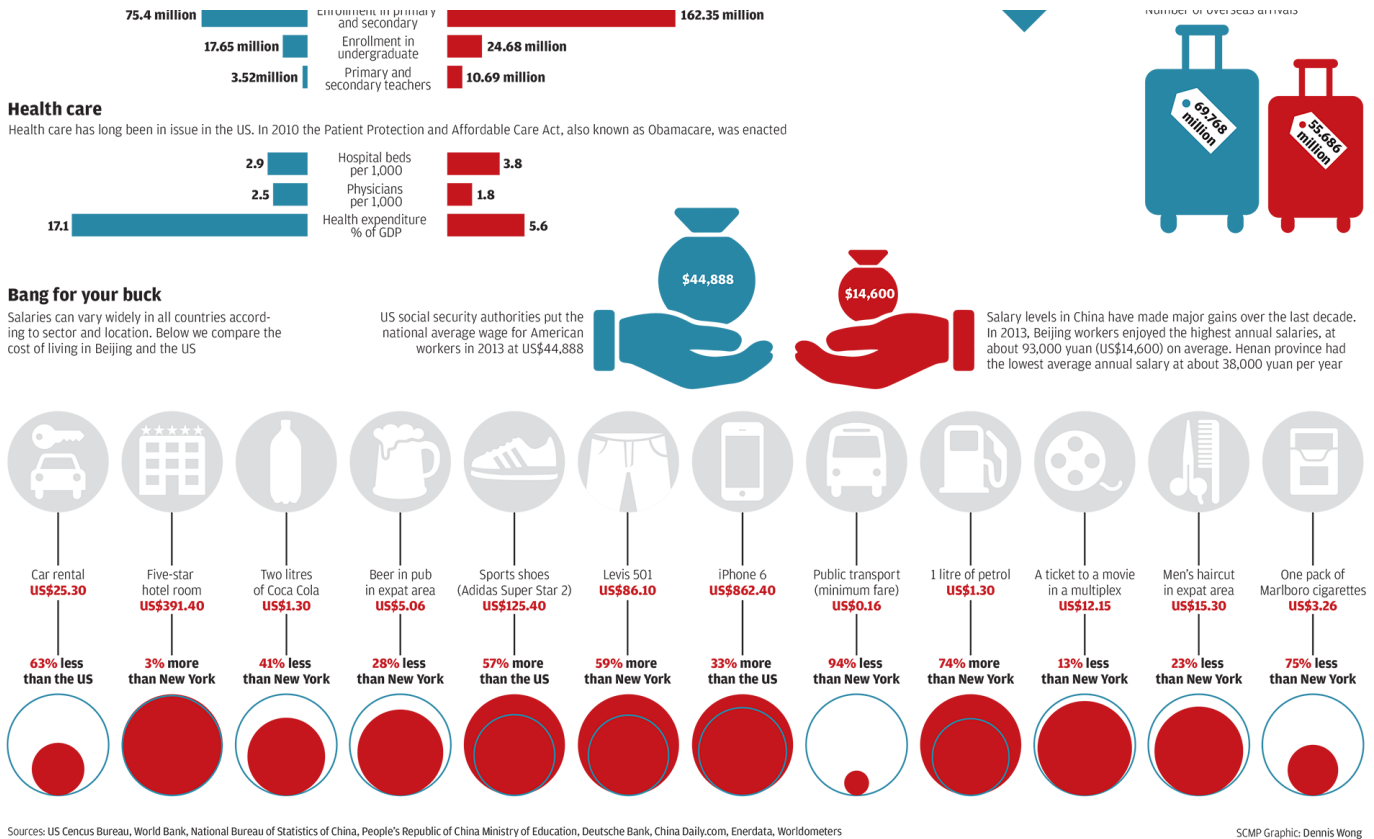 75.4 million
Enrollment in primary
and secondary
162.35 million
17.65 million
Enrollment in
undergraduate
24.68 million
3.52million
Primary and
secondary teachers
10.69 million
Number of overseas arrivals
69.768
million
55.686
million
Health care
Health care has long been in issue in the US. In 2010 the Patient Protection and Affordable Care Act, also known as Obamacare, was enacted
2.9
Hospital beds
per 1,000
3.8
2.5
Physicians
per 1,000
1.8
17.1
Health expenditure
% of GDP
5.6
Bang for your buck
Salaries can vary widely in all countries accord-
ing to sector and location. Below we compare the
cost of living in Beijing and the US
US social security authorities put the
national average wage for American
workers in 2013 at US$44,888
$44,888
$14,600
Salary levels in China have made major gains over the last decade.
In 2013, Beijing workers enjoyed the highest annual salaries, at
about 93,000 yuan (US$14,600) on average. Henan province had
the lowest average annual salary at about 38,000 yuan per year
Car rental
US$25.30
63% less
than the US
Five-star
hotel room
US$391.40
3% more
than New York
Two litres
of Coca Cola
US$1.30
41% less
than New York
Beer in pub
in expat area
US$5.06
28% less
than New York
Sports shoes
(Adidas Super Star 2)
US$125.40
57% more
than the US
Levis 501
US$86.10
59% more
than New York
iPhone 6
US$862.40
33% more
than the US
Public transport
(minimum fare)
US$0.16
94% less
than New York
1 litre of petrol
US$1.30
74% more
than New York
A ticket to a movie
in a multiplex
US$12.15
13% less
than New York
Men's haircut
in expat area
US$15.30
23% less
than New York
One pack of
Marlboro cigarettes
US$3.26
75% less
than New York
Sources: US Cencus Bureau, World Bank, National Bureau of Statistics of China, People's Republic of China Ministry of Education, Deutsche Bank, China Daily.com, Enerdata, Worldometers
SCMP Graphic: Dennis Wong